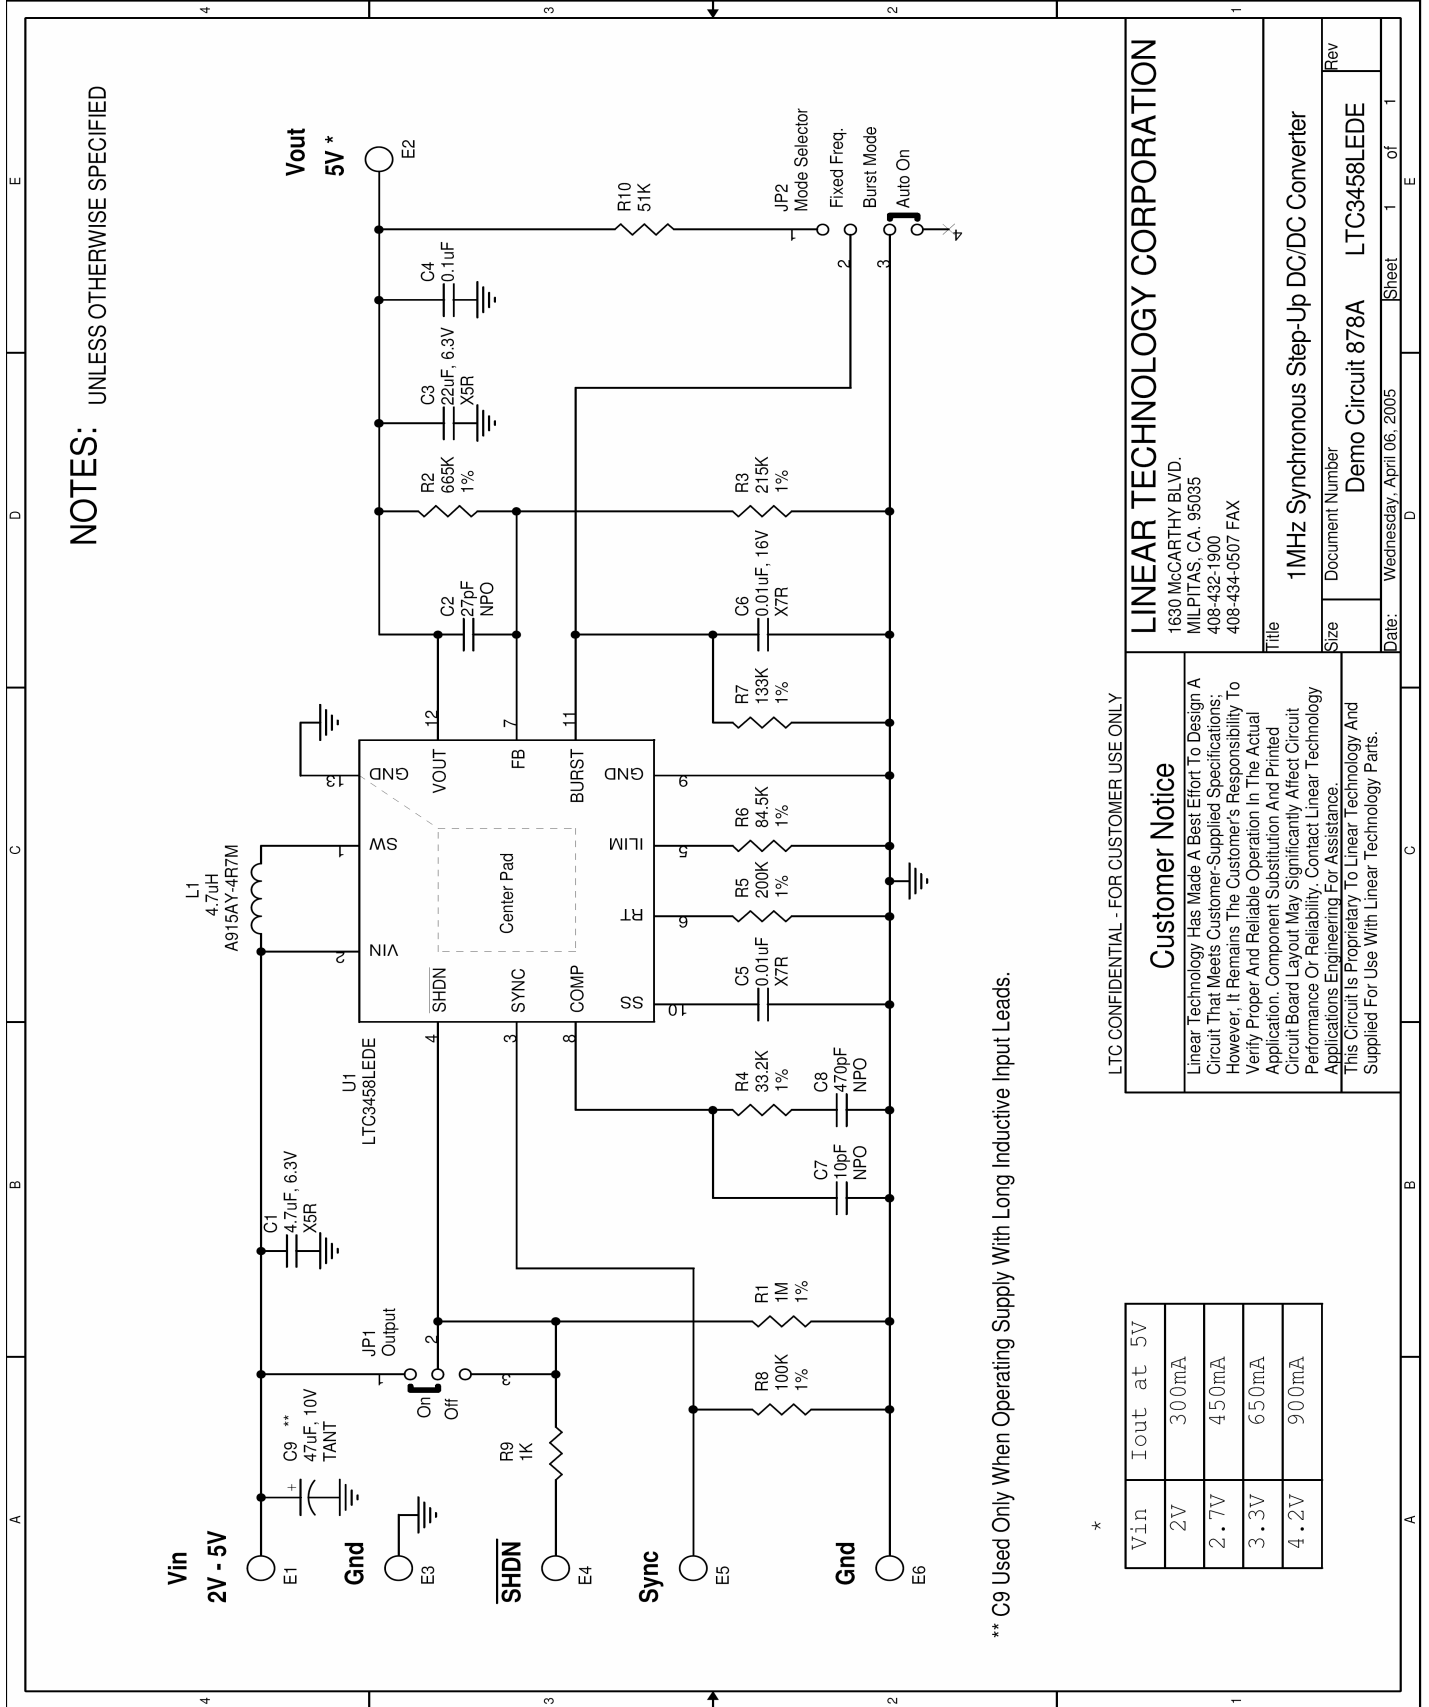 NOTES: UNLESS OTHERWISE SPECIFIED
Vin
2V - 5V
E1
Gnd
E3
SHDN
E4
Sync
E5
Gnd
E6
C9 **
+
47uF, 10V
TANT
JP1
Output
On
Off
1
2
3
R9
1K
R8
100K
1%
R1
1M
1%
C1
4.7uF, 6.3V
X5R
L1
4.7uH
A915AY-4R7M
U1
LTC3458LEDE
4
SHDN
3
SYNC
8
COMP
2
VIN
1
SW
13
GND
Center Pad
VOUT
12
FB
7
BURST
11
SS
10
RT
6
ILIM
5
GND
9
C7
10pF
NPO
R4
33.2K
1%
C8
470pF
NPO
C5
0.01uF
X7R
R5
200K
1%
R6
84.5K
1%
R7
133K
1%
C6
0.01uF, 16V
X7R
C2
27pF
NPO
R2
665K
1%
R3
215K
1%
C3
22uF, 6.3V
X5R
C4
0.1uF
R10
51K
Vout
5V *
E2
JP2
Mode Selector
Fixed Freq.
Burst Mode
Auto On
1
2
3
4
** C9 Used Only When Operating Supply With Long Inductive Input Leads.
*
Vin Iout at 5V
2V 300mA
2.7V 450mA
3.3V 650mA
4.2V 900mA
LTC CONFIDENTIAL - FOR CUSTOMER USE ONLY
Customer Notice
Linear Technology Has Made A Best Effort To Design A
Circuit That Meets Customer-Supplied Specifications;
However, It Remains The Customer's Responsibility To
Verify Proper And Reliable Operation In The Actual
Application. Component Substitution And Printed
Circuit Board Layout May Significantly Affect Circuit
Performance Or Reliability. Contact Linear Technology
Applications Engineering For Assistance.
This Circuit Is Proprietary To Linear Technology And
Supplied For Use With Linear Technology Parts.
LINEAR TECHNOLOGY CORPORATION
1630 McCARTHY BLVD.
MILPITAS, CA. 95035
408-432-1900
408-434-0507 FAX
Title
1MHz Synchronous Step-Up DC/DC Converter
Size
Document Number
Rev
Demo Circuit 878A LTC3458LEDE
Date:
Wednesday, April 06, 2005
Sheet 1 of 1
A
B
C
D
E
A
B
C
D
E
4
3
2
1
4
3
2
1